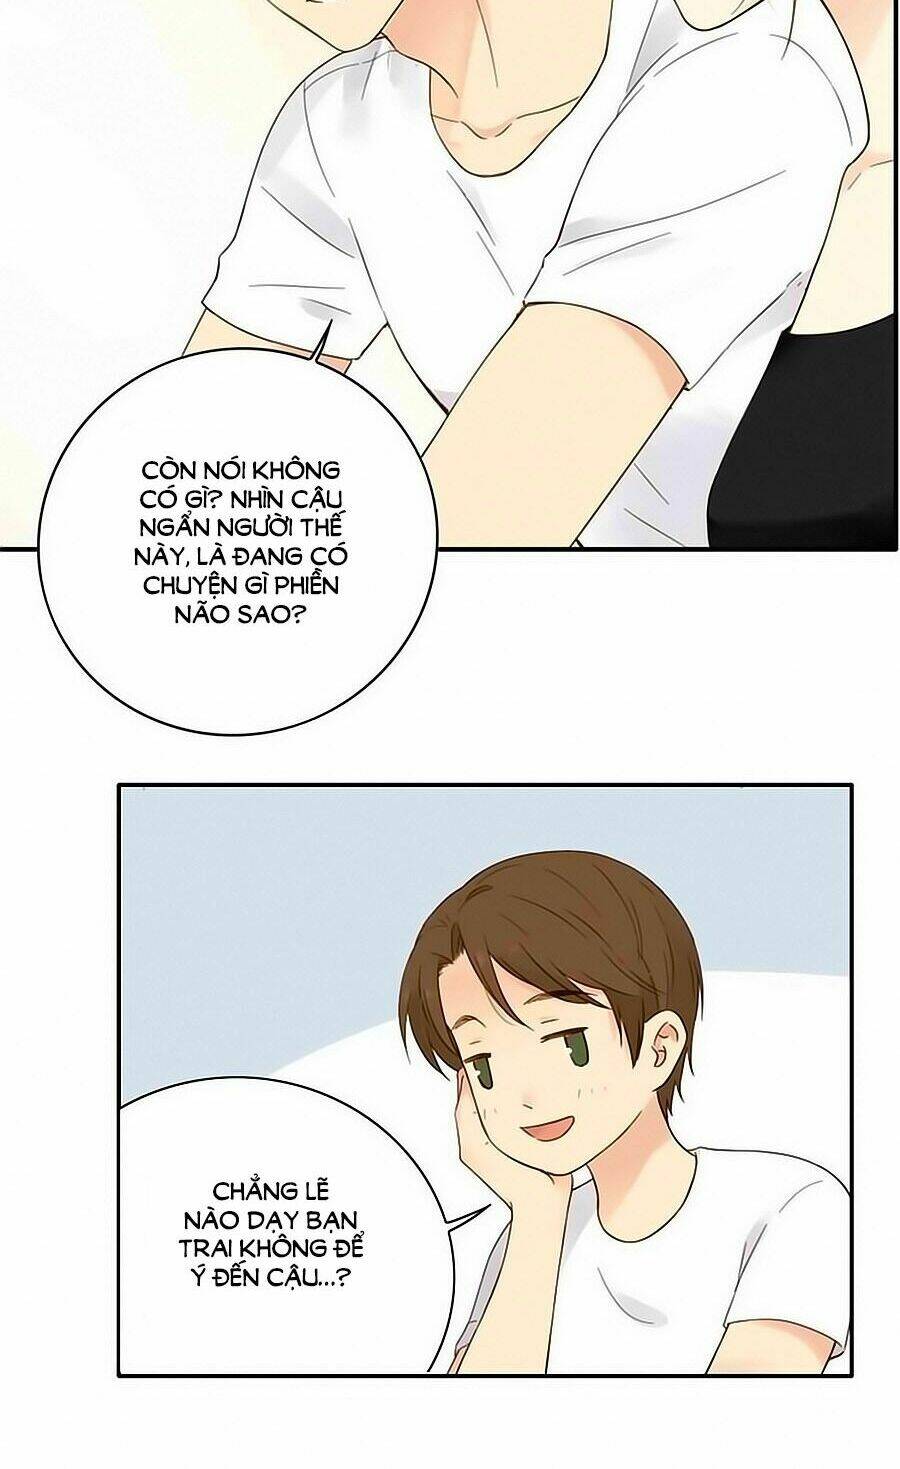 CÒN NÓI KHÔNG
CÓ GÌ? NHÌN CẬU
NGẨN NGƯỜI THẾ
NÀY, LÀ ĐANG CÓ
CHUYỆN GÌ PHIỀN
NÃO SAO?
CHẲNG LẼ
NÀO DẠY BẠN
TRAI KHÔNG ĐỂ
Ý ĐẾN CẬU...?